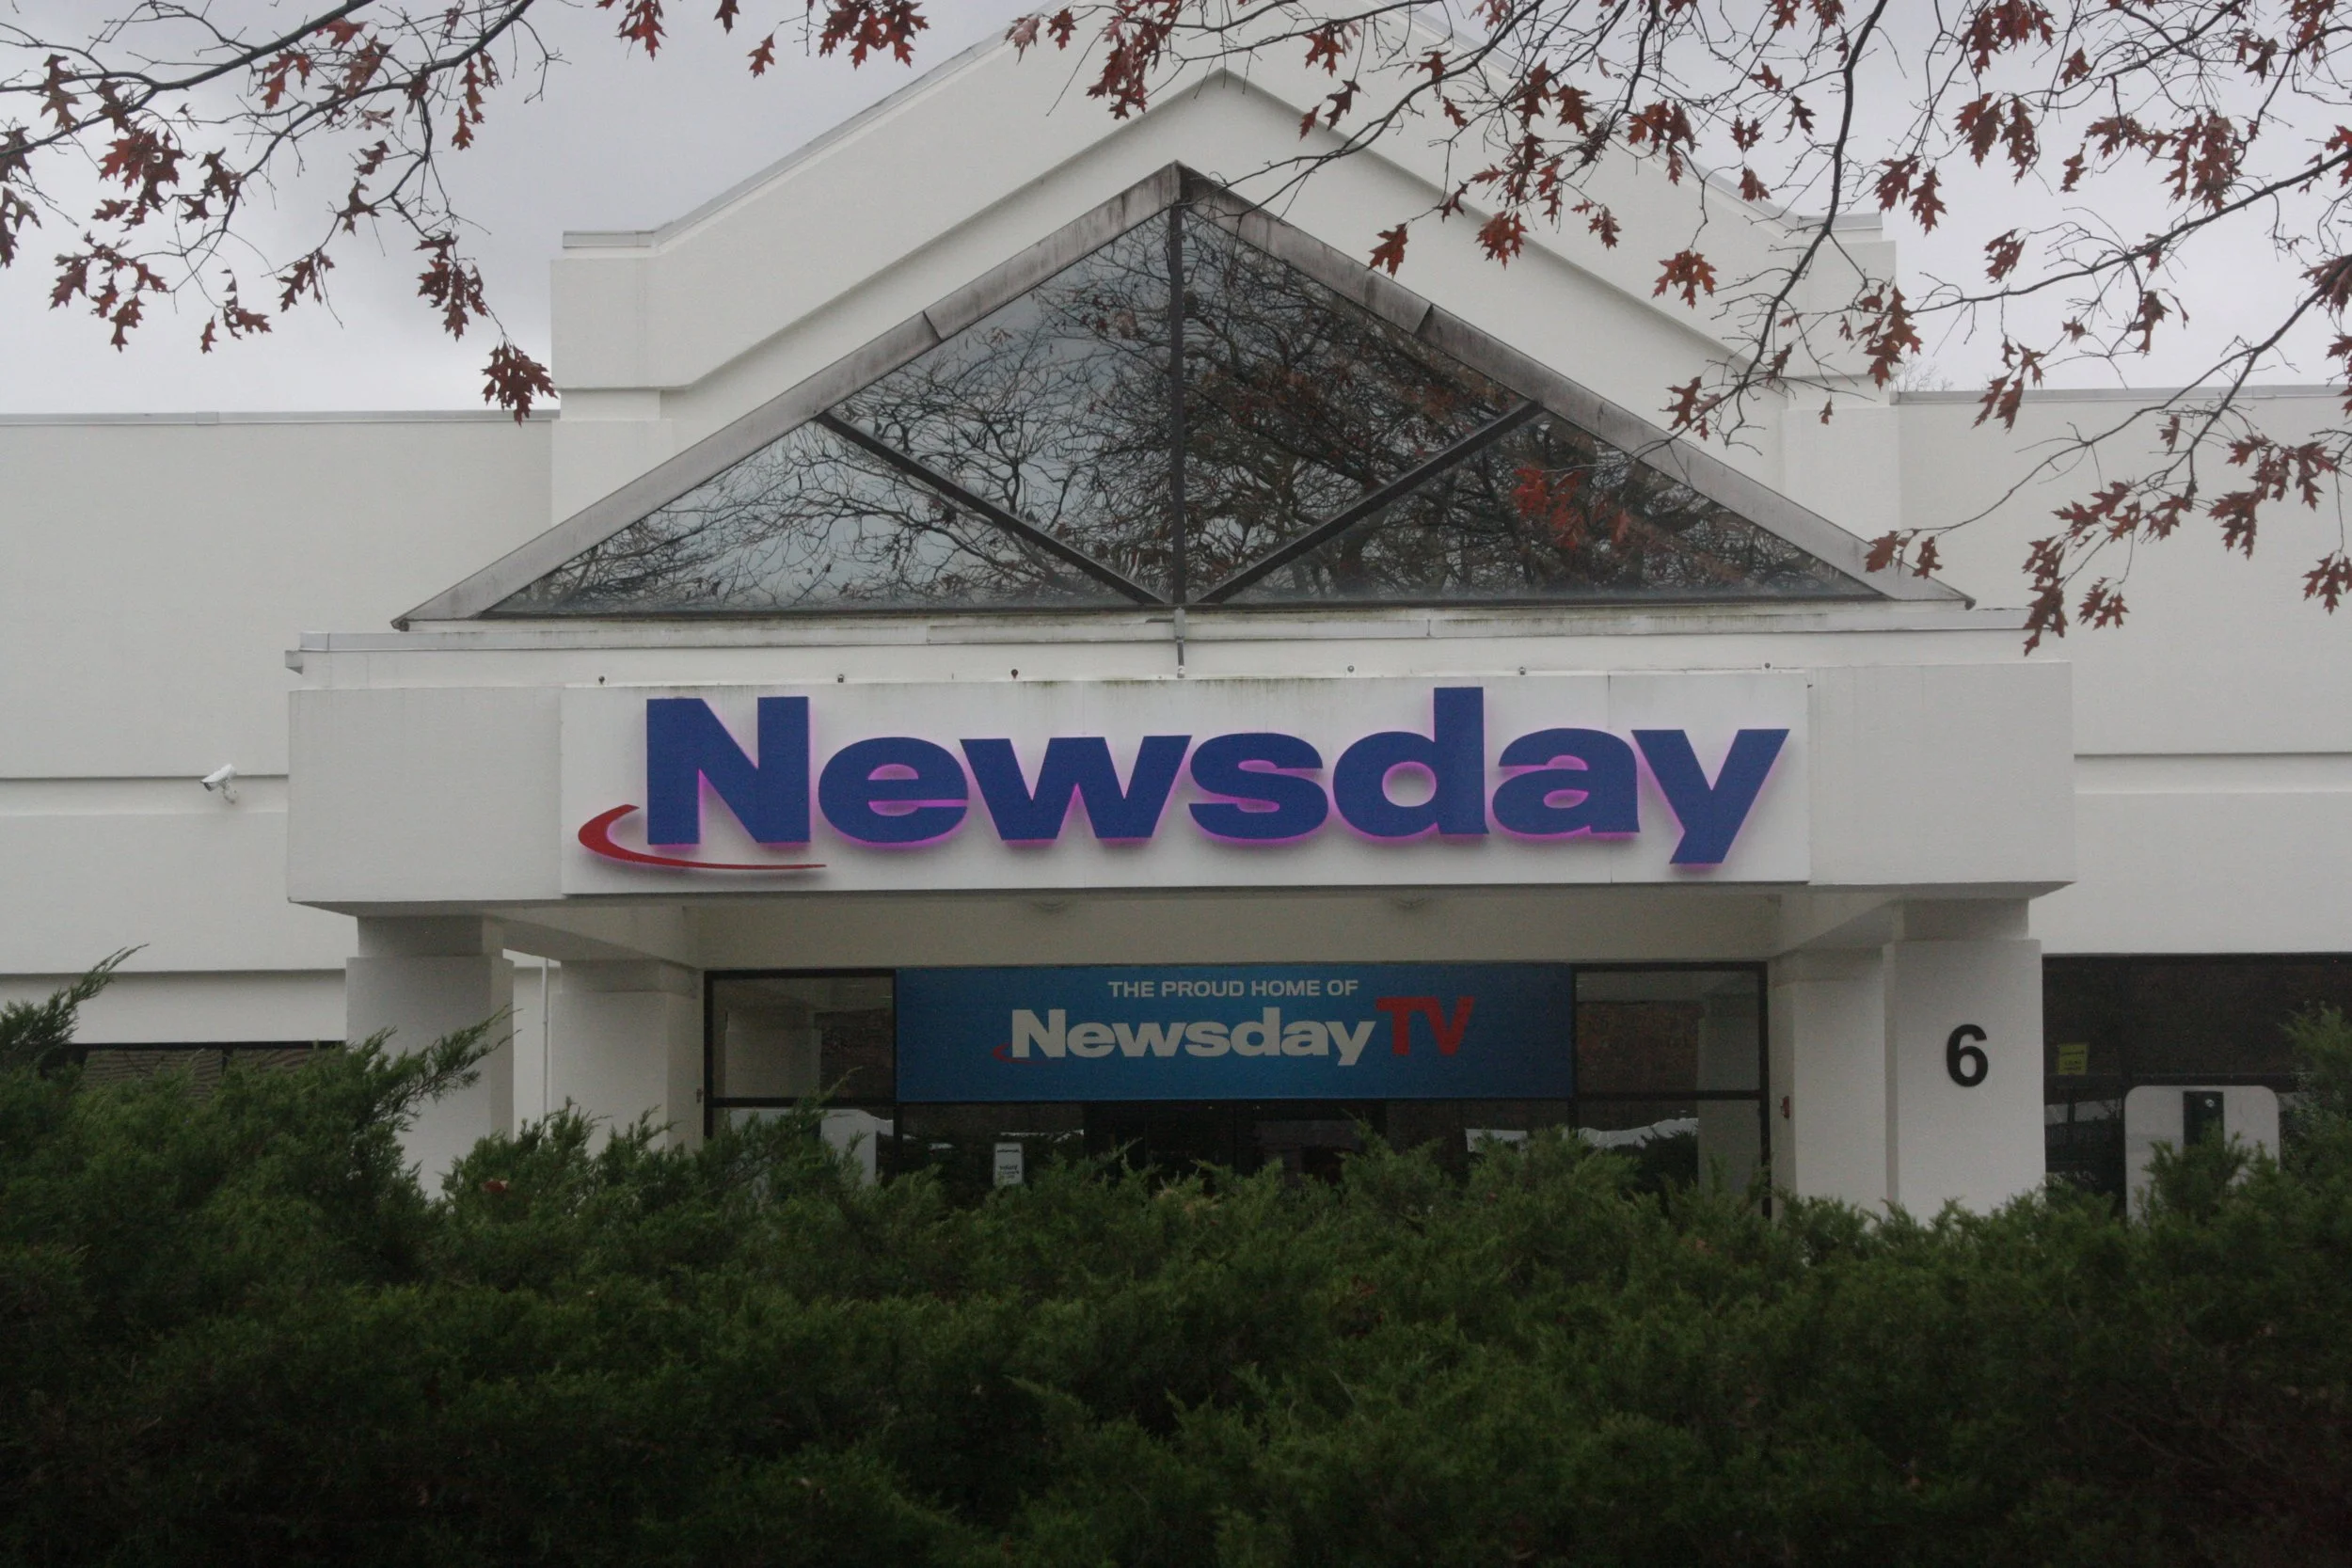 Newsday
THE PROUD HOME OF
NewsdayTV
6